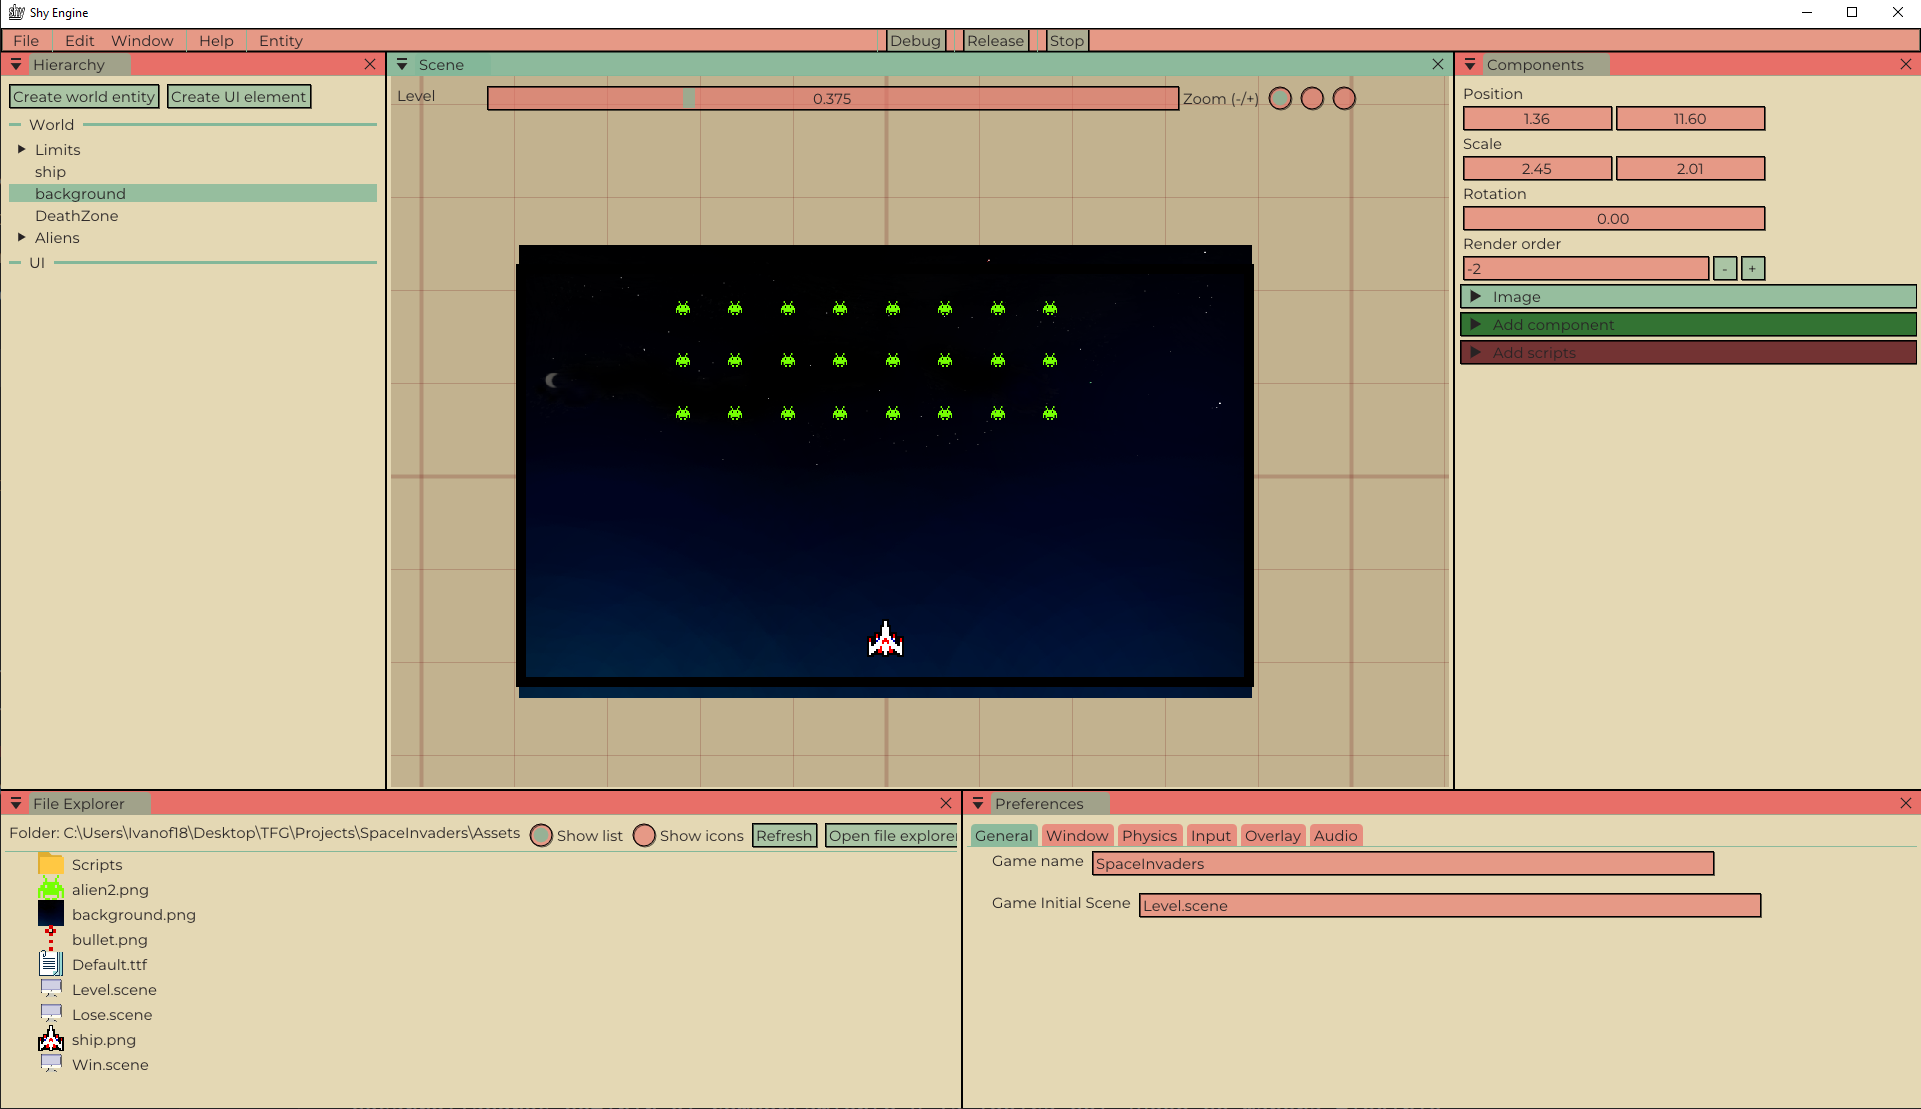 shy Shy Engine
File Edit Window Help Entity Debug Release Stop
Hierarchy
Create world entity Create UI element
World
Limits
ship
background
DeathZone
Aliens
UI
Scene
Level 0.375 Zoom (-/+)
Components
Position
1.36 11.60
Scale
2.45 2.01
Rotation
0.00
Render order
-2 - +
Image
Add component
Add scripts
File Explorer
Folder: C:\Users\Ivanof18\Desktop\TFG\Projects\SpaceInvaders\Assets Show list Show icons Refresh Open file explore
Scripts
alien2.png
background.png
bullet.png
Default.ttf
Level.scene
Lose.scene
ship.png
Win.scene
Preferences
General Window Physics Input Overlay Audio
Game name SpaceInvaders
Game Initial Scene Level.scene